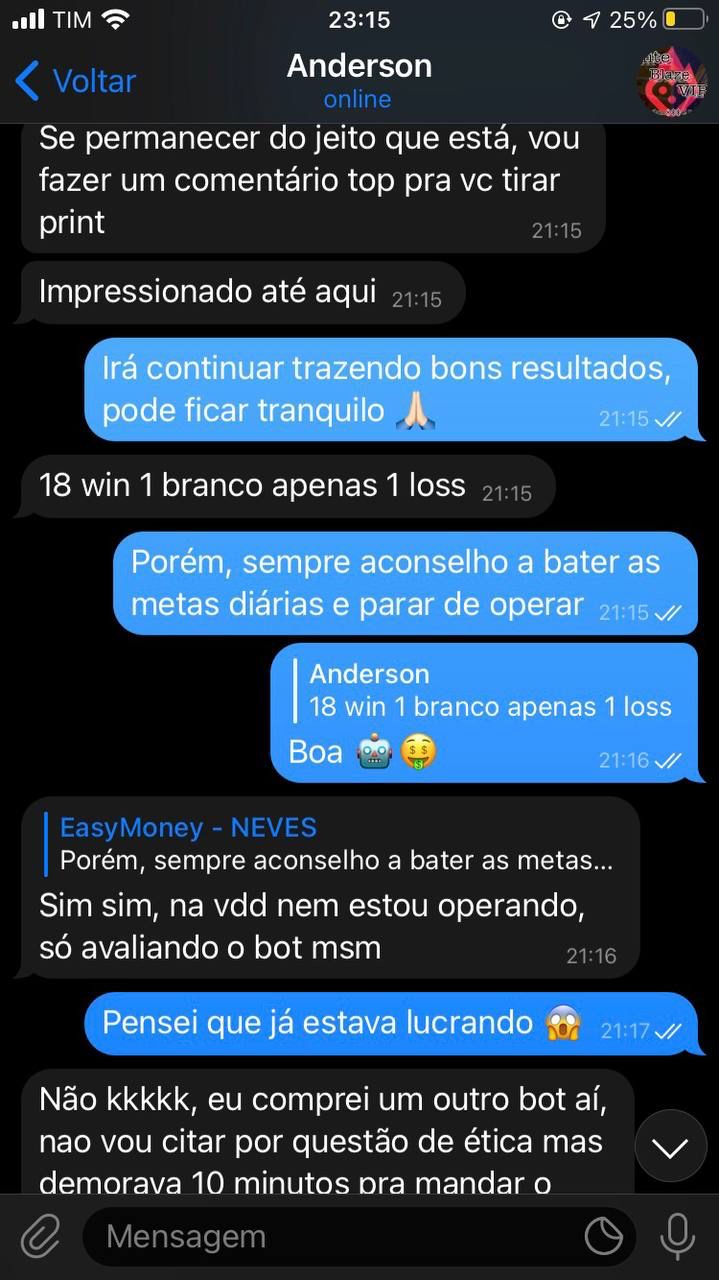 TIM
23:15
25%
Voltar
Anderson
online
Blaze
VIP
Se permanecer do jeito que está, vou
fazer um comentário top pra vc tirar
print
21:15
Impressionado até aqui 21:15
Irá continuar trazendo bons resultados,
pode ficar tranquilo 🙏🏻 21:15
18 win 1 branco apenas 1 loss 21:15
Porém, sempre aconselho a bater as
metas diárias e parar de operar 21:15
Anderson
18 win 1 branco apenas 1 loss
Boa 🤖🤑 21:16
EasyMoney - NEVES
Porém, sempre aconselho a bater as metas...
Sim sim, na vdd nem estou operando,
só avaliando o bot msm
21:16
Pensei que já estava lucrando 😱 21:17
Não kkkkk, eu comprei um outro bot aí,
nao vou citar por questão de ética mas
demorava 10 minutos pra mandar o
Mensagem